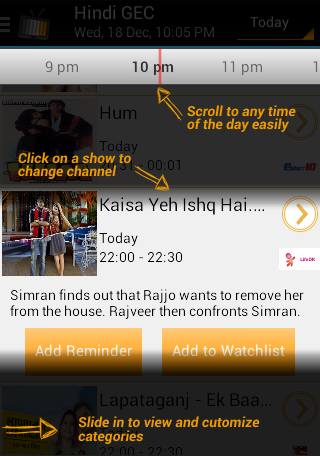 Hindi GEC
Wed, 18 Dec, 10:05 PM
Today
9 pm
10 pm
11 pm
1
Hum
Scroll to any time
of the day easily
Today
00:01
Click on a show to
change channel
Kaisa Yeh Ishq Hai....
Today
22:00 - 22:30
Life OK
Simran finds out that Rajjo wants to remove her
from the house. Rajveer then confronts Simran.
Add Reminder
Add to Watchlist
Lapataganj - Ek Baa...
Slide in to view and cutomize
categories
22:30